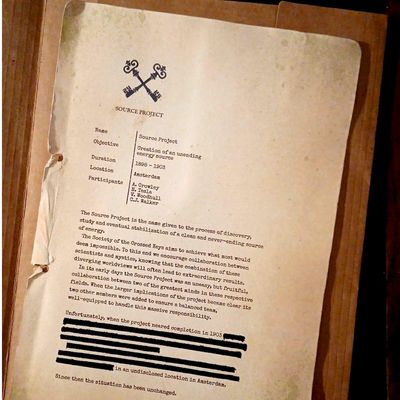 SOURCE PROJECT
Name Source Project
Objective Creation of an unending
energy source
Duration 1898 – 1903
Location Amsterdam
Participants A. Crowley
N. Tesla
V. Woodhull
C.J. Walker
The Source Project is the name given to the process of discovery,
study and eventual stabilization of a clean and never-ending source
of energy.
The Society of the Crossed Keys aims to achieve what most would
deem impossible. To this end we encourage collaboration between
scientists and mystics, knowing that the combination of these
diverging worldviews will often lead to extraordinary results.
In its early days the Source Project was an uneasy, but fruitful,
collaboration between two of the greatest minds in these respective
fields. When the larger implications of the project became clear its
two other members were added to ensure a balanced team,
well-equipped to handle this massive responsibility.
Unfortunately, when the project neared completion in 1903
in an undisclosed location in Amsterdam.
Since then the situation has been unchanged.